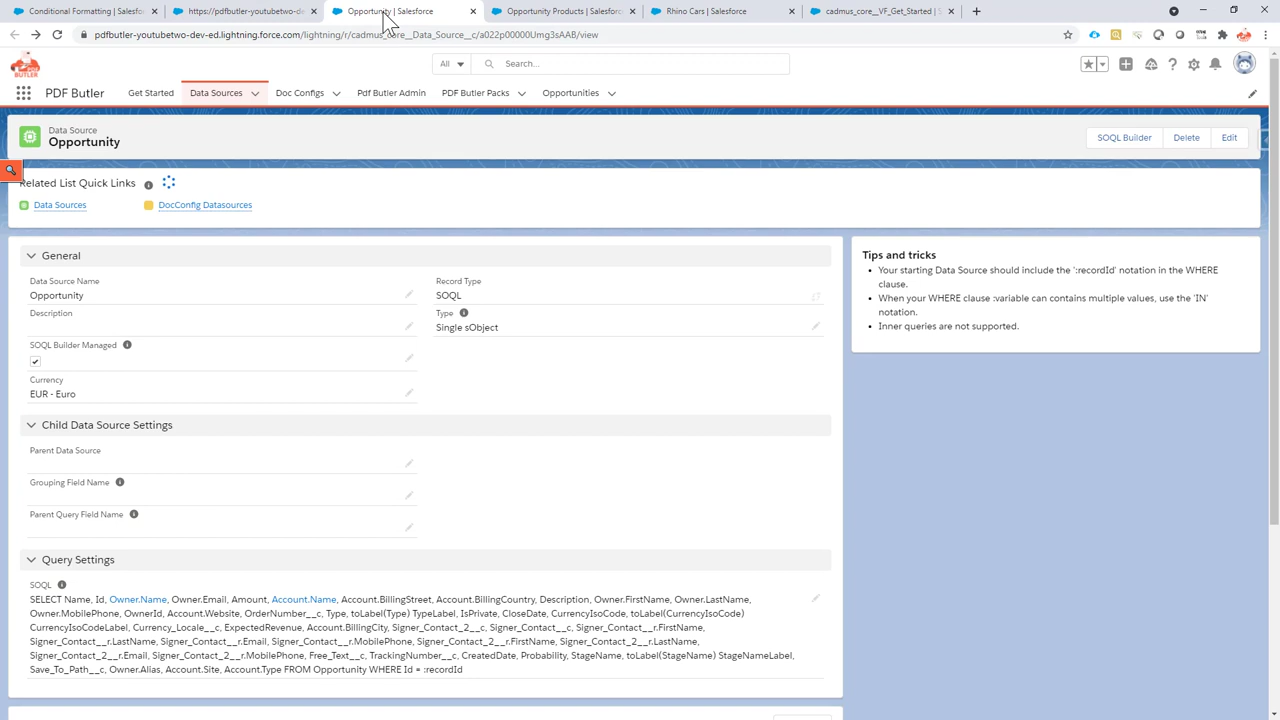 Conditional Formatting | Salesfo
https://pdfbutler-youtubetwo-de
Opportunity | Salesforce
Opportunity Products | Salesforc
Rhino Cars | Salesforce
cadmus_core__VF_Get_Started | S
pdfbutler-youtubetwo-dev-ed.lightning.force.com/lightning/r/cadmus_core__Data_Source__c/a022p00000Umg3sAAB/view
All
Search...
PDF Butler
Get Started
Data Sources
Doc Configs
Pdf Butler Admin
PDF Butler Packs
Opportunities
Data Source
Opportunity
SOQL Builder
Delete
Edit
Related List Quick Links
Data Sources
DocConfig Datasources
General
Data Source Name
Opportunity
Record Type
SOQL
Description
Type
Single sObject
SOQL Builder Managed
Currency
EUR - Euro
Child Data Source Settings
Parent Data Source
Grouping Field Name
Parent Query Field Name
Query Settings
SOQL
SELECT Name, Id, Owner.Name, Owner.Email, Amount, Account.Name, Account.BillingStreet, Account.BillingCountry, Description, Owner.FirstName, Owner.LastName,
Owner.MobilePhone, OwnerId, Account.Website, OrderNumber__c, Type, toLabel(Type) TypeLabel, IsPrivate, CloseDate, CurrencyIsoCode, toLabel(CurrencyIsoCode)
CurrencyIsoCodeLabel, Currency_Locale__c, ExpectedRevenue, Account.BillingCity, Signer_Contact_2__c, Signer_Contact__c, Signer_Contact__r.FirstName,
Signer_Contact__r.LastName, Signer_Contact__r.Email, Signer_Contact__r.MobilePhone, Signer_Contact_2__r.FirstName, Signer_Contact_2__r.LastName,
Signer_Contact_2__r.Email, Signer_Contact_2__r.MobilePhone, Free_Text__c, TrackingNumber__c, CreatedDate, Probability, StageName, toLabel(StageName) StageNameLabel,
Save_To_Path__c, Owner.Alias, Account.Site, Account.Type FROM Opportunity WHERE Id = :recordId
Tips and tricks
Your starting Data Source should include the ':recordId' notation in the WHERE
clause.
When your WHERE clause :variable can contains multiple values, use the 'IN'
notation.
Inner queries are not supported.